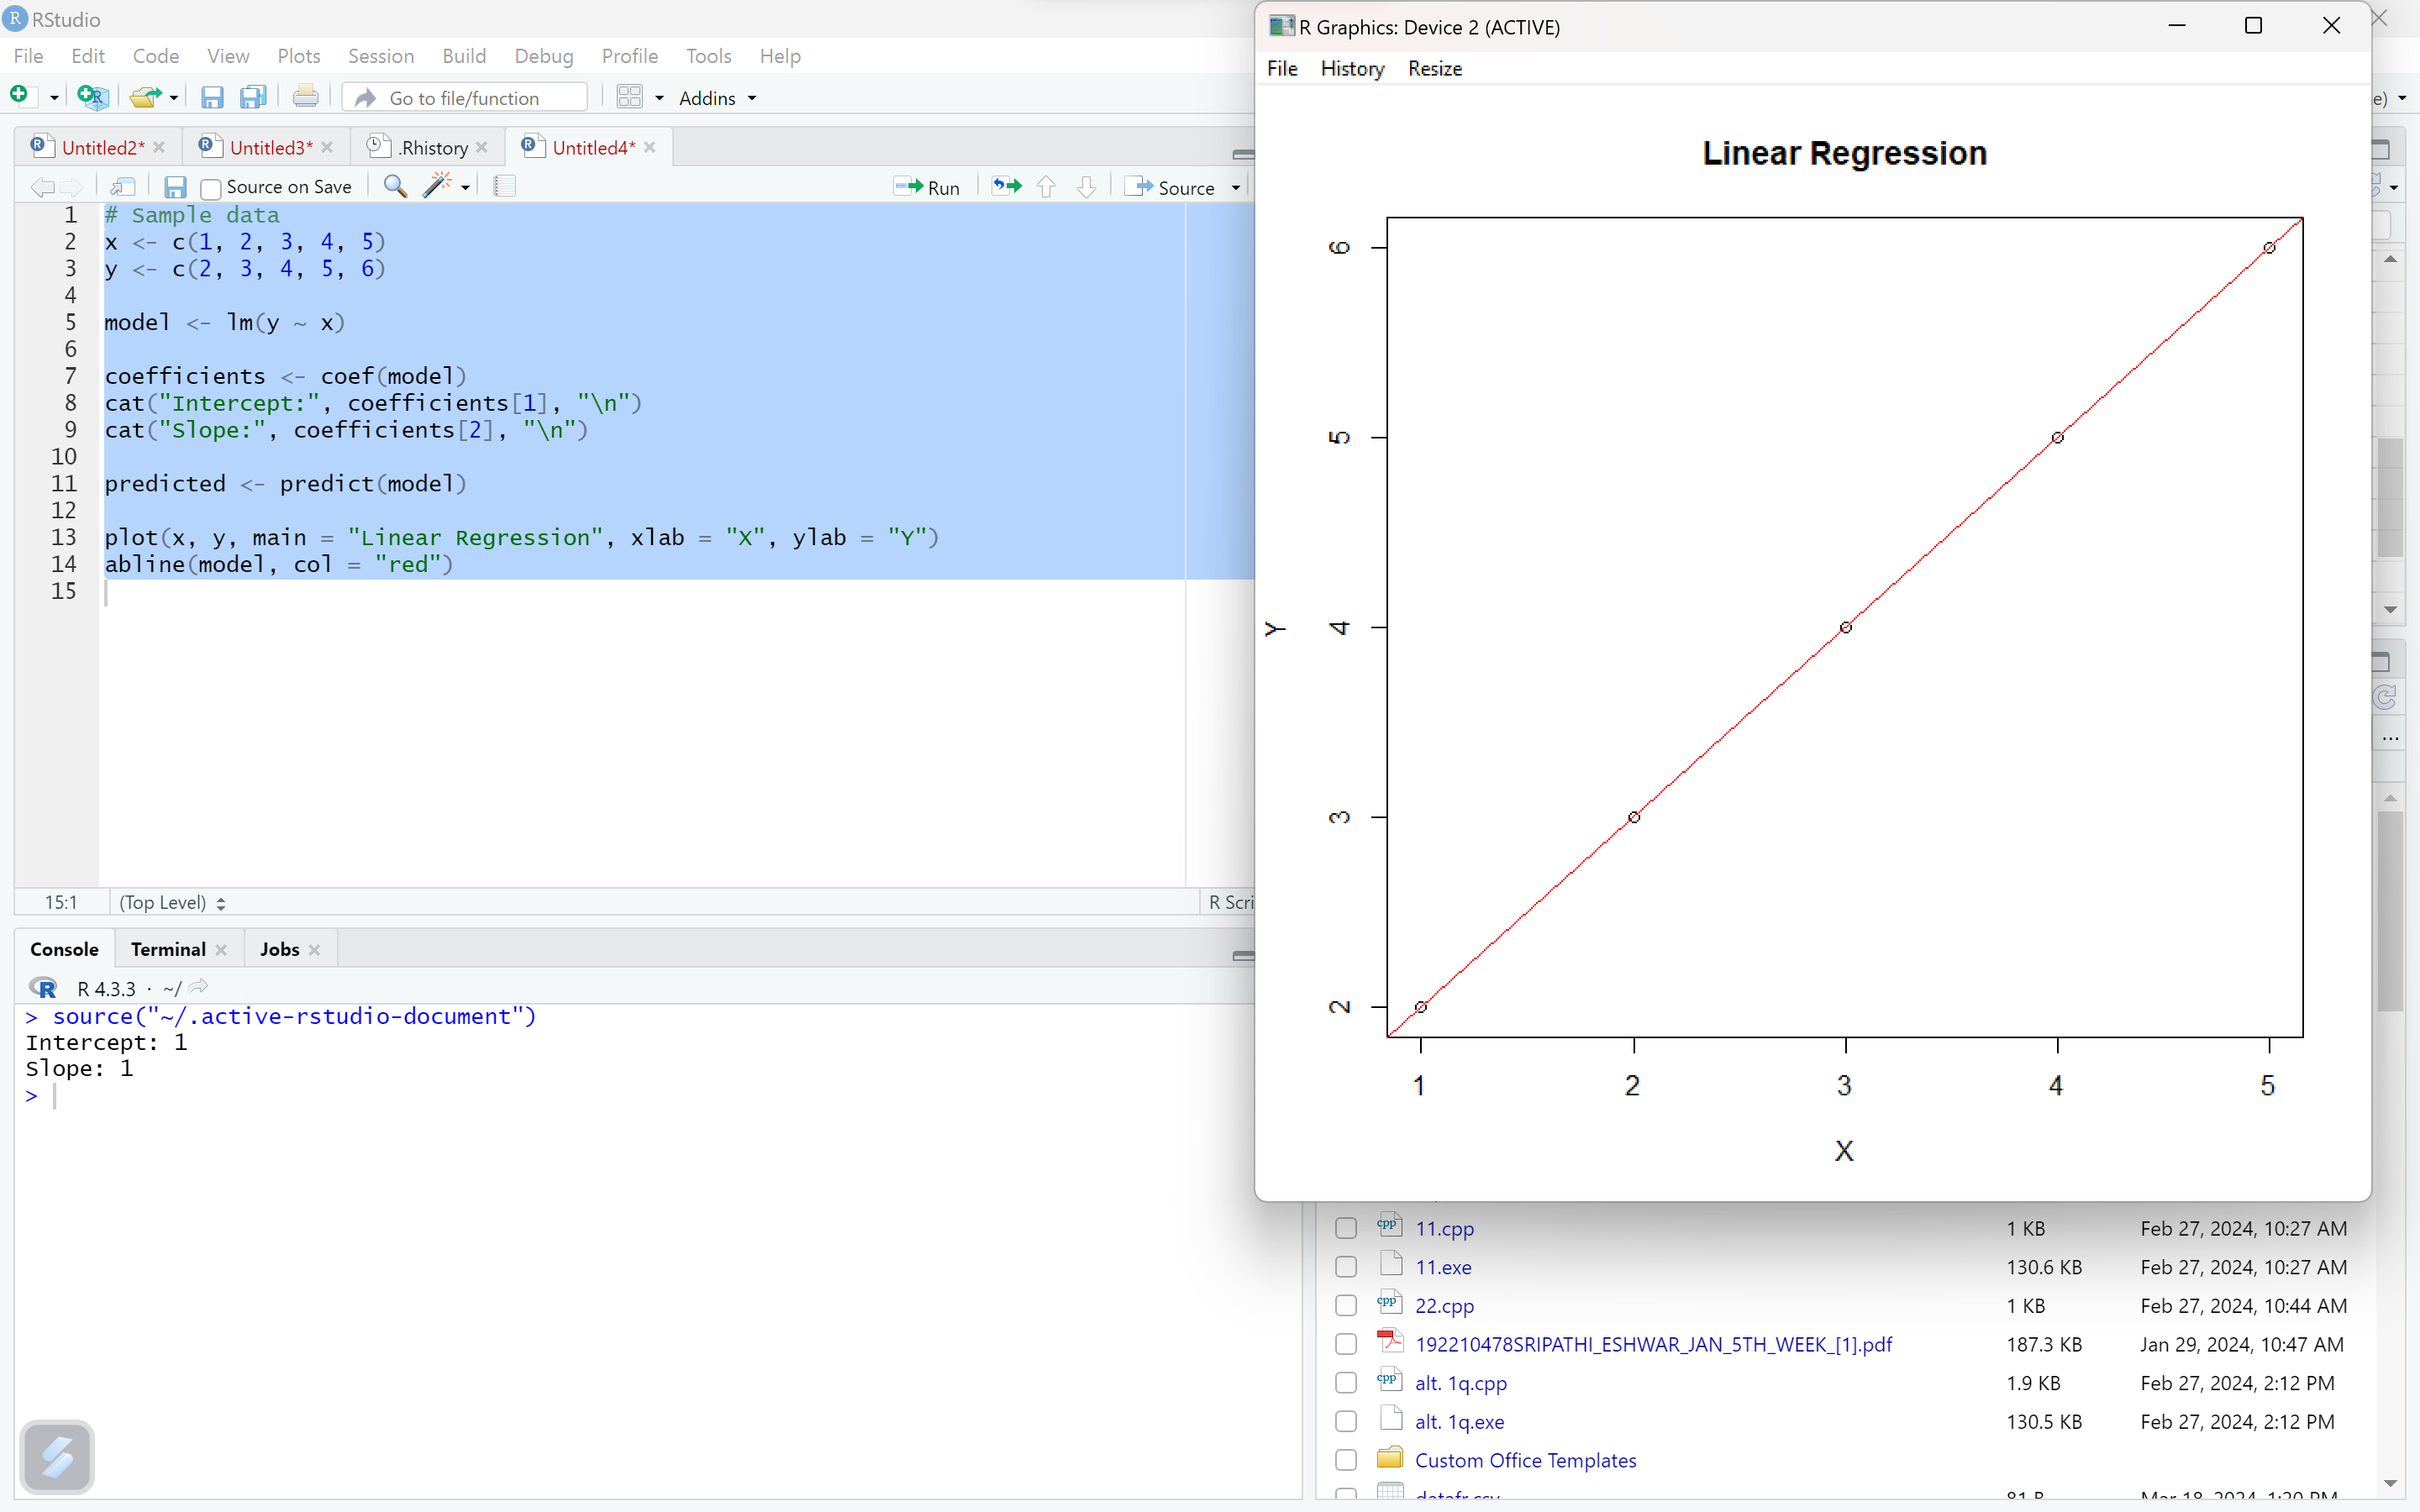 RStudio
File Edit Code View Plots Session Build Debug Profile Tools Help
Go to file/function Addins
Untitled2* Untitled3* .Rhistory Untitled4*
Source on Save Run Source
1 # Sample data
2 x <- c(1, 2, 3, 4, 5)
3 y <- c(2, 3, 4, 5, 6)
4
5 model <- lm(y ~ x)
6
7 coefficients <- coef(model)
8 cat("Intercept:", coefficients[1], "\n")
9 cat("Slope:", coefficients[2], "\n")
10
11 predicted <- predict(model)
12
13 plot(x, y, main = "Linear Regression", xlab = "X", ylab = "Y")
14 abline(model, col = "red")
15
15:1 (Top Level) R Scri
Console Terminal Jobs
R 4.3.3 · ~/
> source("~/.active-rstudio-document")
Intercept: 1
Slope: 1
>
R Graphics: Device 2 (ACTIVE)
File History Resize
Linear Regression
6
5
4
3
2
Y
1 2 3 4 5
X
e)
11.cpp 1 KB Feb 27, 2024, 10:27 AM
11.exe 130.6 KB Feb 27, 2024, 10:27 AM
22.cpp 1 KB Feb 27, 2024, 10:44 AM
192210478SRIPATHI_ESHWAR_JAN_5TH_WEEK_[1].pdf 187.3 KB Jan 29, 2024, 10:47 AM
alt. 1q.cpp 1.9 KB Feb 27, 2024, 2:12 PM
alt. 1q.exe 130.5 KB Feb 27, 2024, 2:12 PM
Custom Office Templates